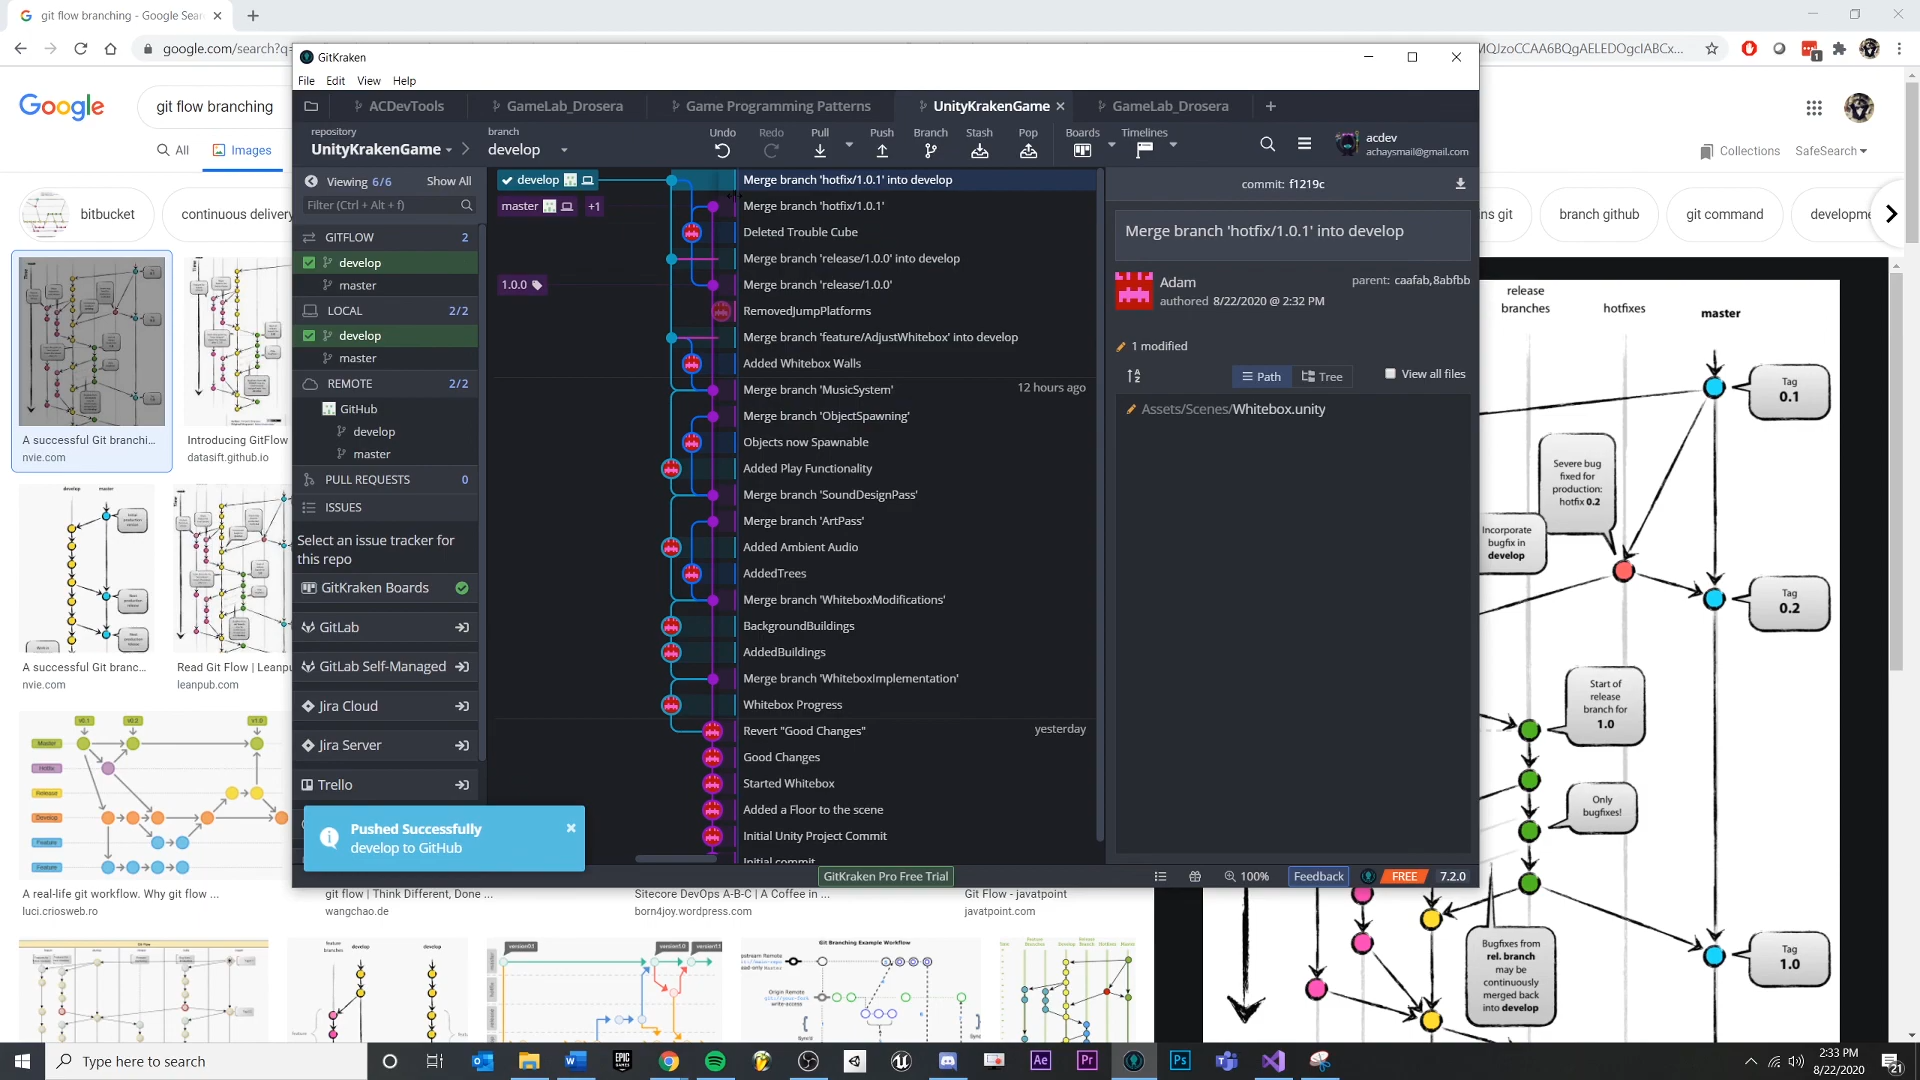 git flow branching - Google Sear
google.com/search?q=
MQJzoCCAA6BQgAELEDOgcIABCx...
GitKraken
File Edit View Help
Google
git flow branching
All
Images
Collections
SafeSearch
bitbucket
continuous delivery
ns git
branch github
git command
developme
ACDevTools
GameLab_Drosera
Game Programming Patterns
UnityKrakenGame
GameLab_Drosera
repository
UnityKrakenGame
branch
develop
Undo
Redo
Pull
Push
Branch
Stash
Pop
Boards
Timelines
acdev
achaysmail@gmail.com
Viewing 6/6
Show All
Filter (Ctrl + Alt + f)
GITFLOW 2
develop
master
LOCAL 2/2
develop
master
REMOTE 2/2
GitHub
develop
master
PULL REQUESTS 0
ISSUES
Select an issue tracker for
this repo
GitKraken Boards
GitLab
GitLab Self-Managed
Jira Cloud
Jira Server
Trello
develop
master
+1
1.0.0
Merge branch 'hotfix/1.0.1' into develop
Merge branch 'hotfix/1.0.1'
Deleted Trouble Cube
Merge branch 'release/1.0.0' into develop
Merge branch 'release/1.0.0'
RemovedJumpPlatforms
Merge branch 'feature/AdjustWhitebox' into develop
Added Whitebox Walls
Merge branch 'MusicSystem' 12 hours ago
Merge branch 'ObjectSpawning'
Objects now Spawnable
Added Play Functionality
Merge branch 'SoundDesignPass'
Merge branch 'ArtPass'
Added Ambient Audio
AddedTrees
Merge branch 'WhiteboxModifications'
BackgroundBuildings
AddedBuildings
Merge branch 'WhiteboxImplementation'
Whitebox Progress
Revert "Good Changes" yesterday
Good Changes
Started Whitebox
Added a Floor to the scene
Initial Unity Project Commit
Initial commit
commit: f1219c
Merge branch 'hotfix/1.0.1' into develop
Adam
authored 8/22/2020 @ 2:32 PM
parent: caafab,8abfbb
1 modified
Path
Tree
View all files
Assets/Scenes/Whitebox.unity
Pushed Successfully
develop to GitHub
GitKraken Pro Free Trial
100%
Feedback
FREE
7.2.0
A successful Git branchi...
nvie.com
Introducing GitFlow
datasift.github.io
A successful Git branc...
nvie.com
Read Git Flow | Leanpu
leanpub.com
A real-life git workflow. Why git flow ...
luci.criosweb.ro
git flow | Think Different, Done ...
wangchao.de
Sitecore DevOps A-B-C | A Coffee in ...
born4joy.wordpress.com
Git Flow - javatpoint
javatpoint.com
release
branches
hotfixes
master
Tag
0.1
Severe bug
fixed for
production:
hotfix 0.2
Incorporate
bugfix in
develop
Tag
0.2
Start of
release
branch for
1.0
Only
bugfixes!
Bugfixes from
rel. branch
may be
continuously
merged back
into develop
Tag
1.0
Git Branching Example Workflow
Type here to search
2:33 PM
8/22/2020
21